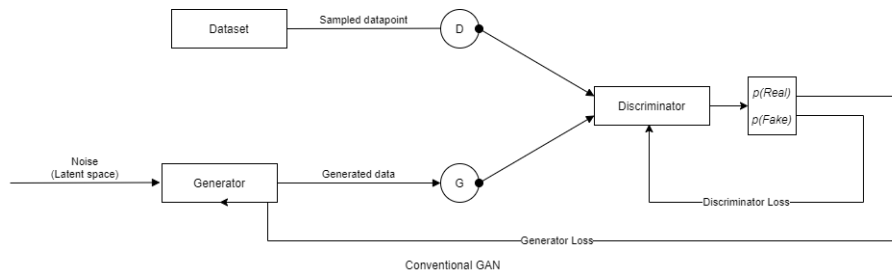 Dataset
Sampled datapoint
D
Discriminator
p(Real)
p(Fake)
Noise
(Latent space)
Generator
Generated data
G
Discriminator Loss
Generator Loss
Conventional GAN